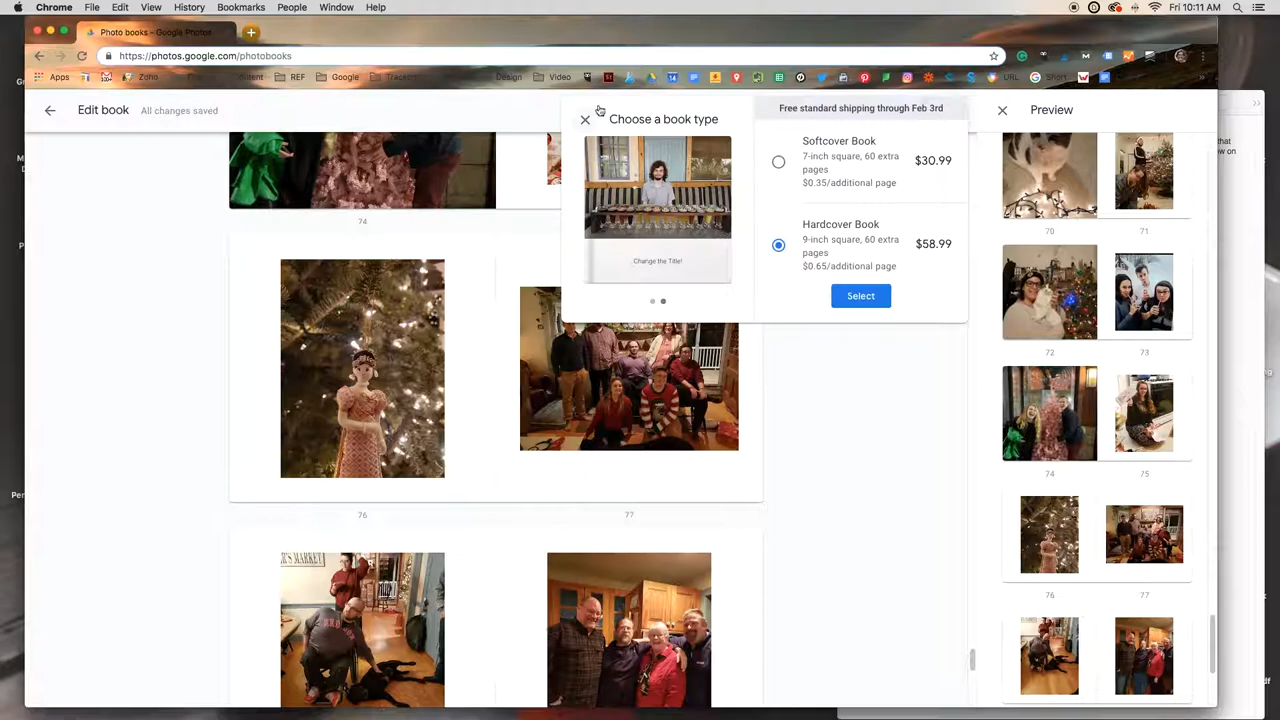 Chrome File Edit View History Bookmarks People Window Help Fri 10:11 AM
Photo books - Google Photos
https://photos.google.com/photobooks
Apps Zoho REF Google Design Video URL Short
Edit book All changes saved
Choose a book type
Free standard shipping through Feb 3rd
Preview
Softcover Book
7-inch square, 60 extra
pages
$0.35/additional page
$30.99
Hardcover Book
9-inch square, 60 extra
pages
$0.65/additional page
$58.99
Select
Change the Title!
74
76 77
70 71
72 73
74 75
76 77
'S MARKET
that